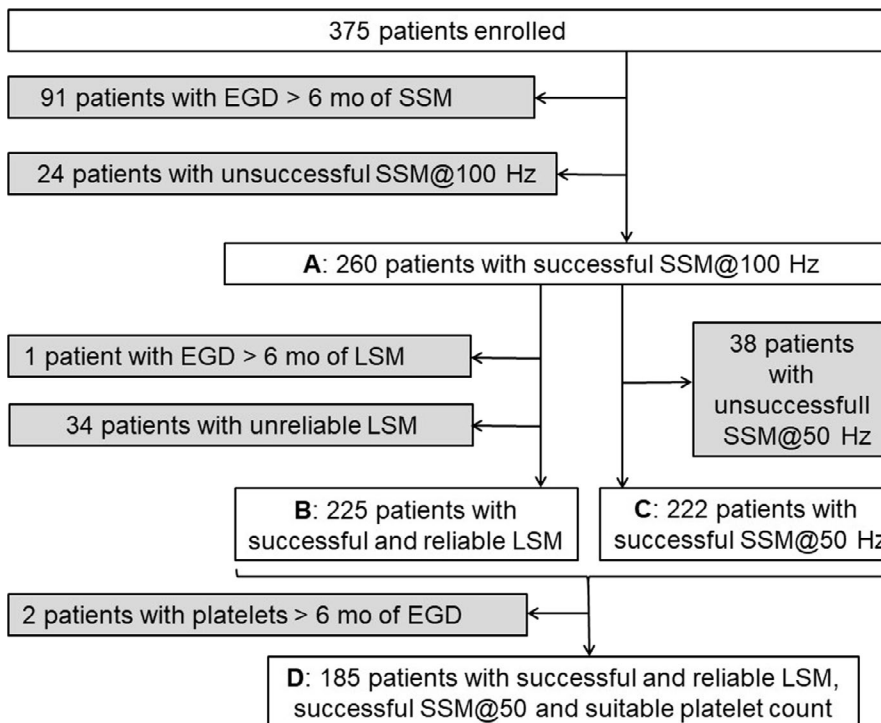 375 patients enrolled
91 patients with EGD > 6 mo of SSM
24 patients with unsuccessful SSM@100 Hz
A: 260 patients with successful SSM@100 Hz
1 patient with EGD > 6 mo of LSM
34 patients with unreliable LSM
38 patients
with
unsuccessfull
SSM@50 Hz
B: 225 patients with
successful and reliable LSM
C: 222 patients with
successful SSM@50 Hz
2 patients with platelets > 6 mo of EGD
D: 185 patients with successful and reliable LSM,
successful SSM@50 and suitable platelet count